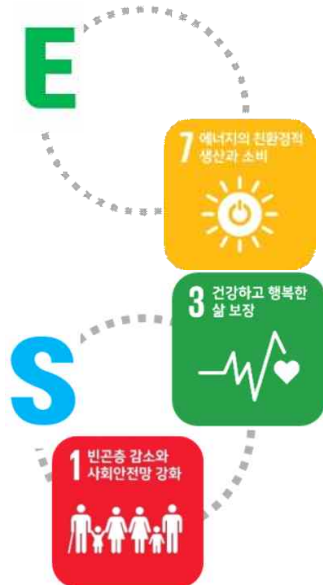 E
7 에너지의 친환경적
생산과 소비
3 건강하고 행복한
삶 보장
S
1 빈곤층 감소와
사회안전망 강화